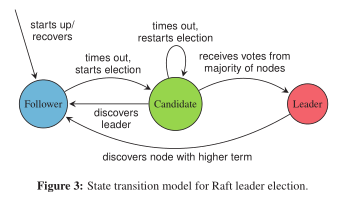 starts up/
recovers
times out,
starts election
times out,
restarts election
receives votes from
majority of nodes
Follower
Candidate
Leader
discovers
leader
discovers node with higher term
Figure 3: State transition model for Raft leader election.